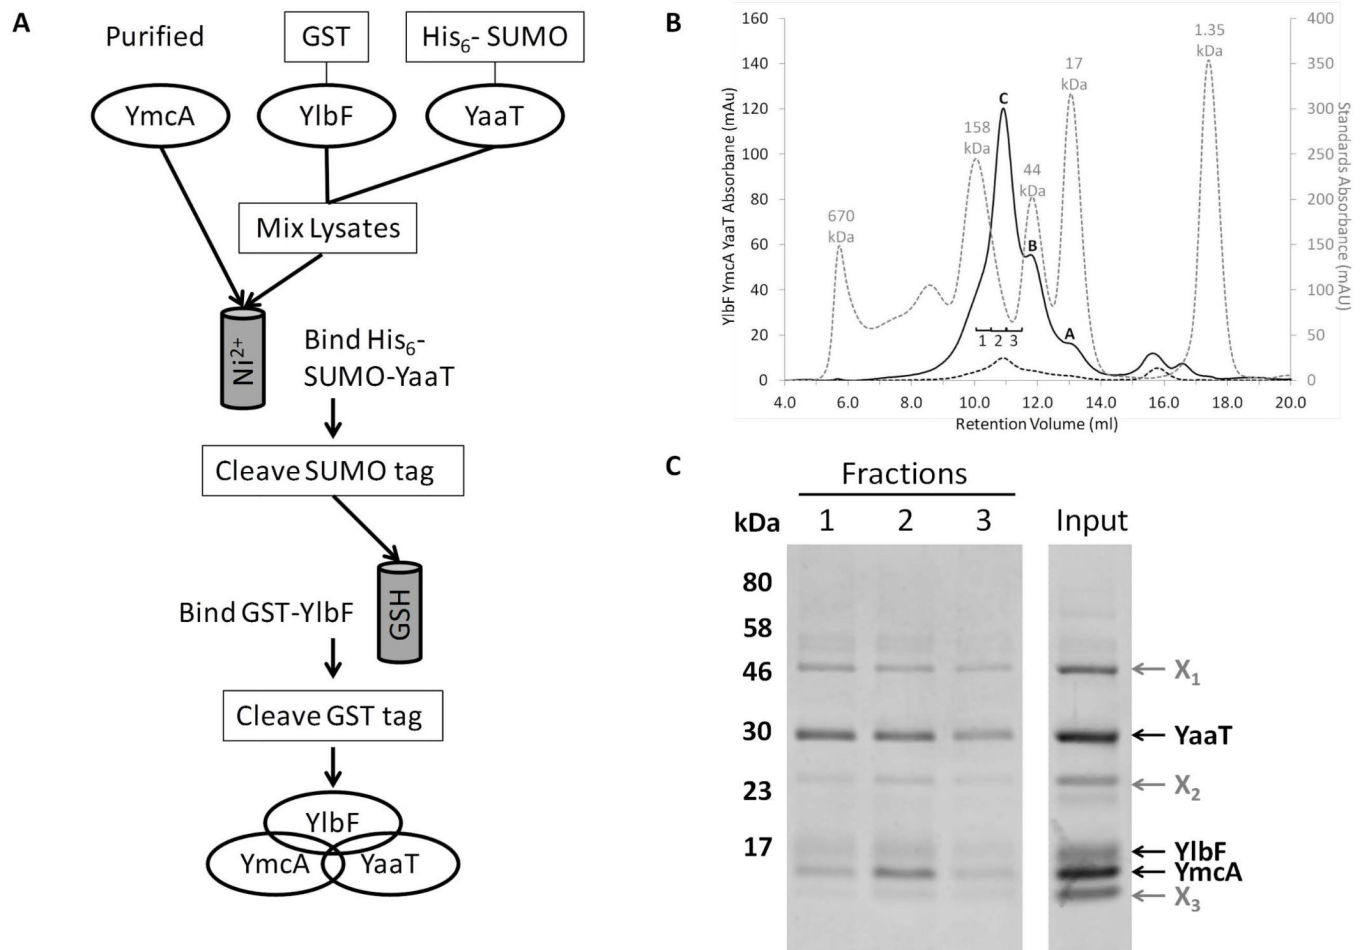 A
Purified
GST
His6- SUMO
YmcA
YlbF
YaaT
Mix Lysates
Ni2+
Bind His6-
SUMO-YaaT
Cleave SUMO tag
Bind GST-YlbF
GSH
Cleave GST tag
YlbF
YmcA
YaaT
B
YlbF YmcA YaaT Absorbane (mAu)
160
140
120
100
80
60
40
20
0
670
kDa
158
kDa
C
44
kDa
B
17
kDa
A
1.35
kDa
1 2 3
400
350
300
250
200
150
100
50
0
Standards Absorbance (mAU)
4.0 6.0 8.0 10.0 12.0 14.0 16.0 18.0 20.0
Retention Volume (ml)
C
Fractions
kDa 1 2 3 Input
80
58
46
30
23
17
X1
YaaT
X2
YlbF
YmcA
X3